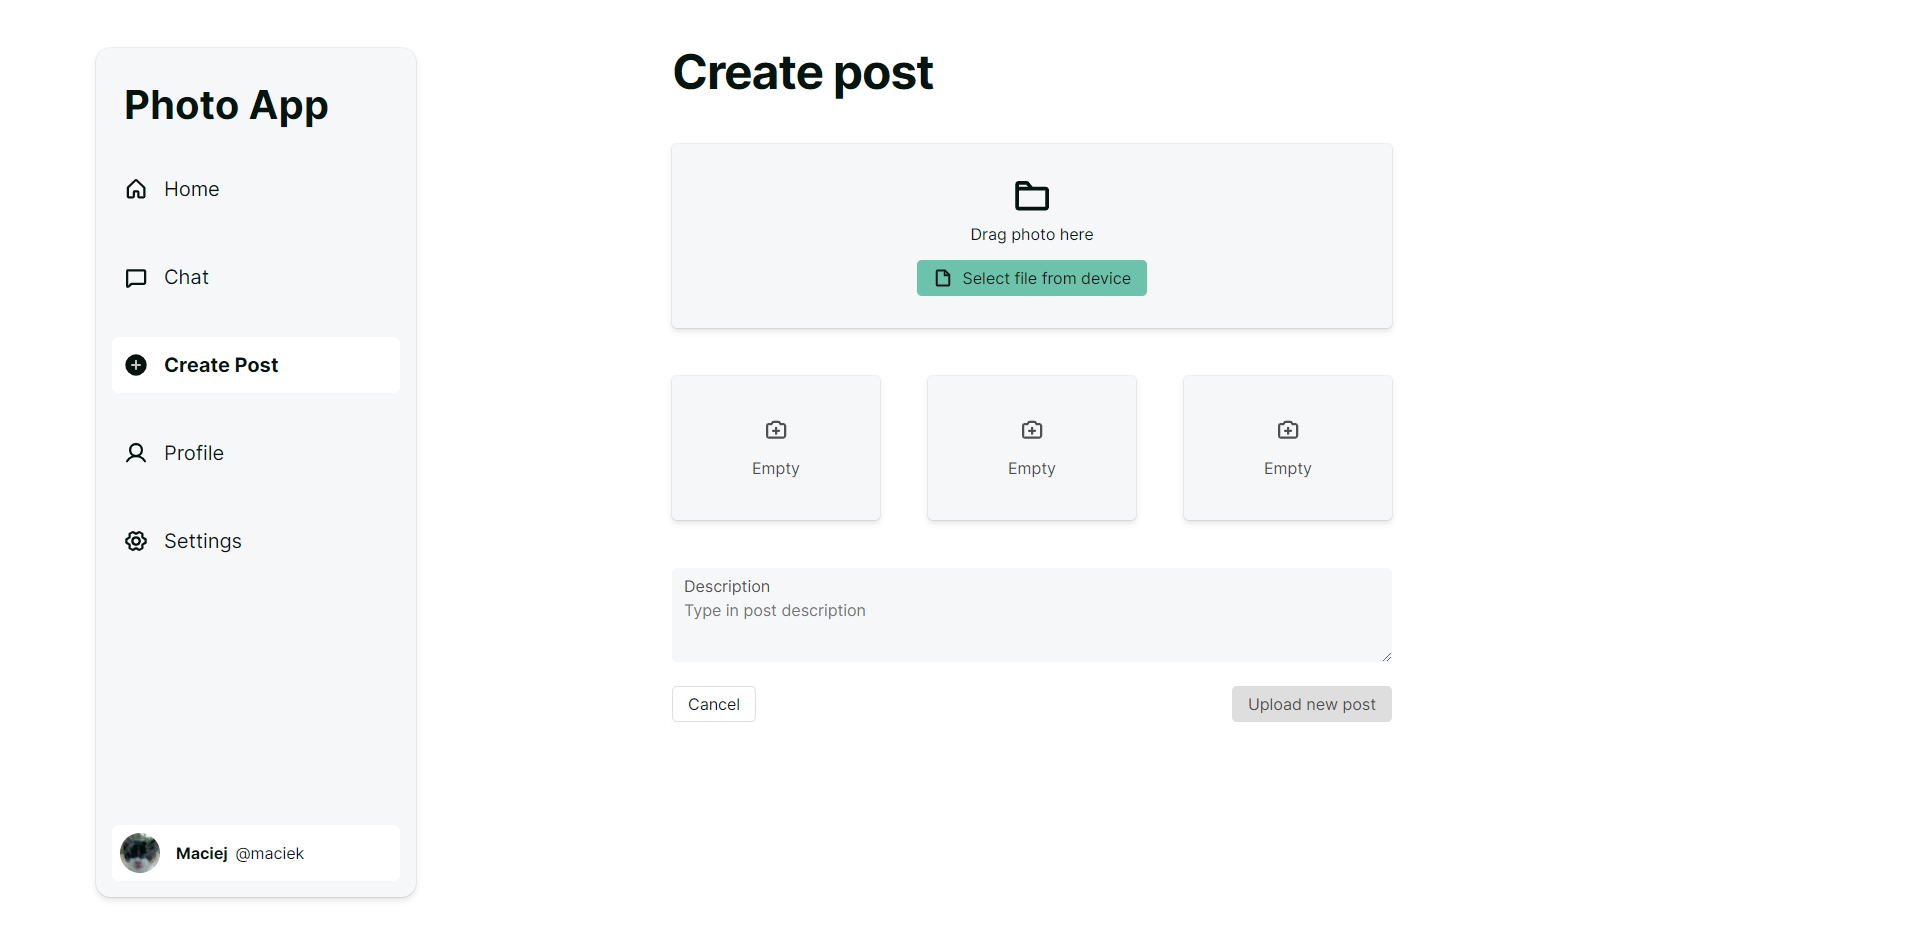 Photo App
Home
Chat
Create Post
Profile
Settings
Maciej @maciek
Create post
Drag photo here
Select file from device
Empty Empty Empty
Description
Type in post description
Cancel Upload new post